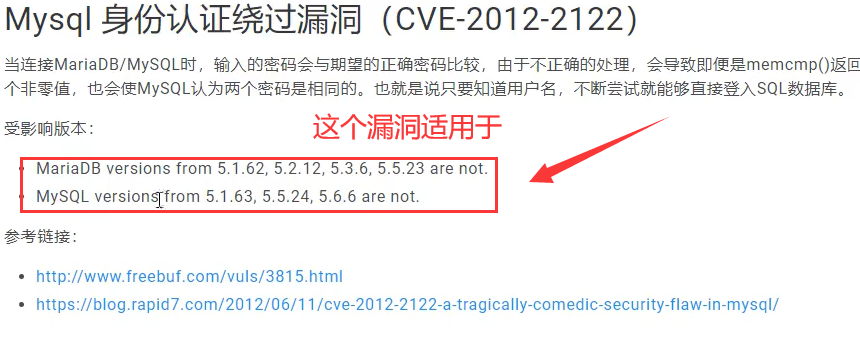 Mysql 身份认证绕过漏洞（CVE-2012-2122）
当连接MariaDB/MySQL时，输入的密码会与期望的正确密码比较，由于不正确的处理，会导致即便是memcmp()返回
个非零值，也会使MySQL认为两个密码是相同的。也就是说只要知道用户名，不断尝试就能够直接登入SQL数据库。
受影响版本：
这个漏洞适用于
MariaDB versions from 5.1.62, 5.2.12, 5.3.6, 5.5.23 are not.
MySQL versions from 5.1.63, 5.5.24, 5.6.6 are not.
参考链接：
http://www.freebuf.com/vuls/3815.html
https://blog.rapid7.com/2012/06/11/cve-2012-2122-a-tragically-comedic-security-flaw-in-mysql/